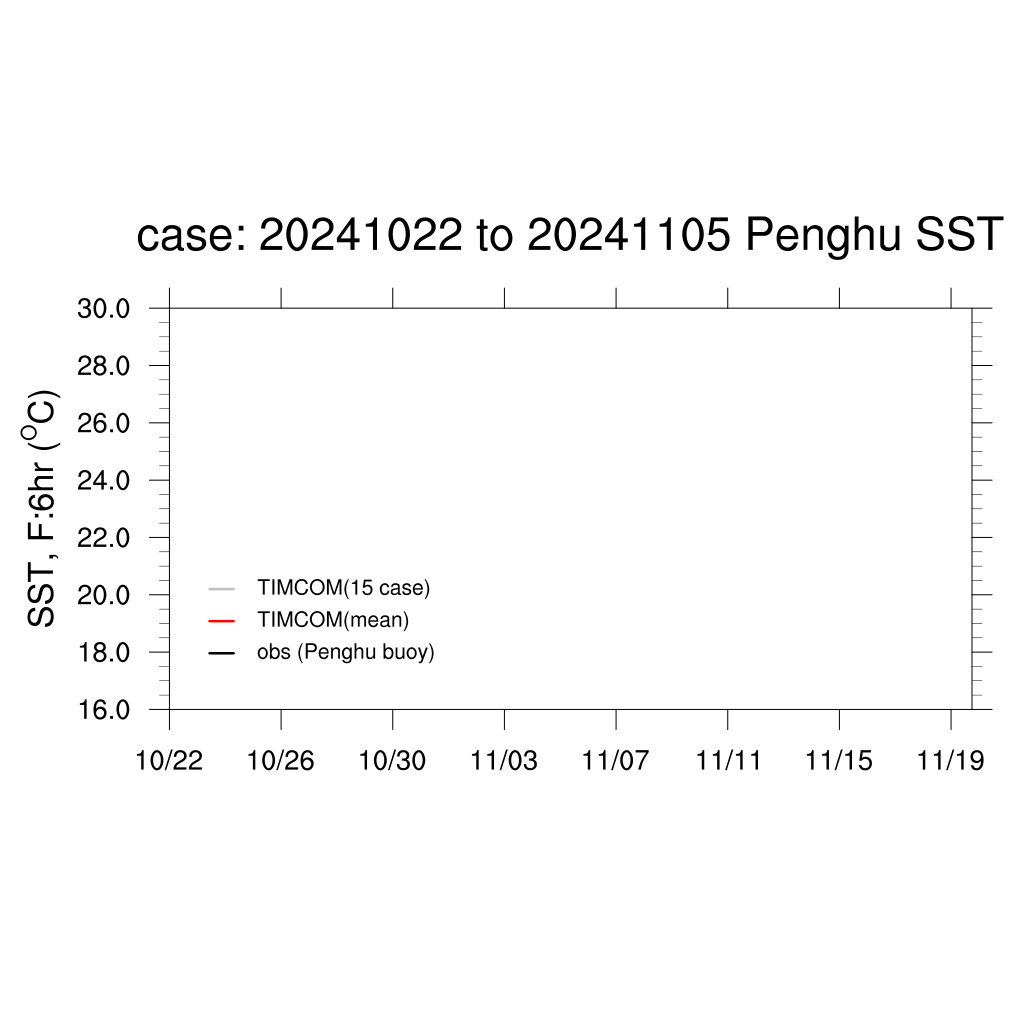 case: 20241022 to 20241105 Penghu SST
SST, F:6hr (°C)
30.0
28.0
26.0
24.0
22.0
20.0
18.0
16.0
TIMCOM(15 case)
TIMCOM(mean)
obs (Penghu buoy)
10/22 10/26 10/30 11/03 11/07 11/11 11/15 11/19